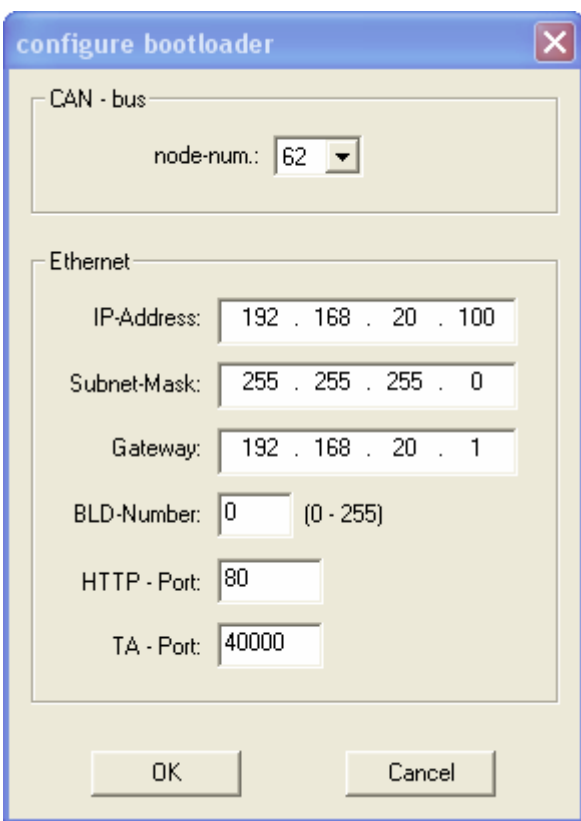 configure bootloader
CAN - bus
node-num.: 62
Ethernet
IP-Address: 192 . 168 . 20 . 100
Subnet-Mask: 255 . 255 . 255 . 0
Gateway: 192 . 168 . 20 . 1
BLD-Number: 0 (0 - 255)
HTTP - Port: 80
TA - Port: 40000
OK Cancel